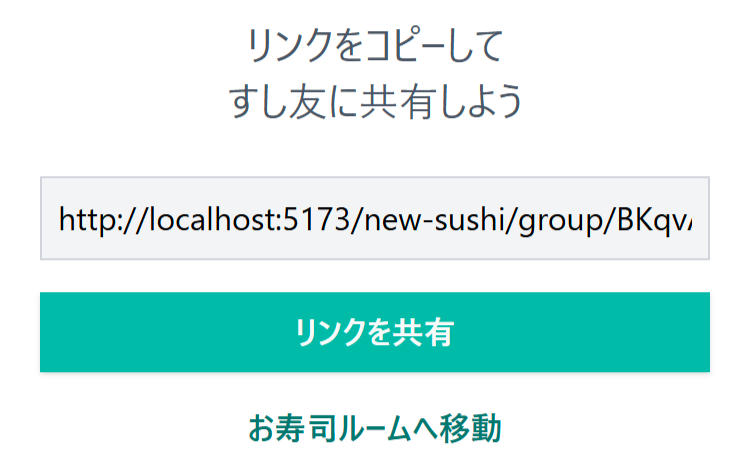 リンクをコピーして
すし友に共有しよう
http://localhost:5173/new-sushi/group/BKqv
リンクを共有
お寿司ルームへ移動